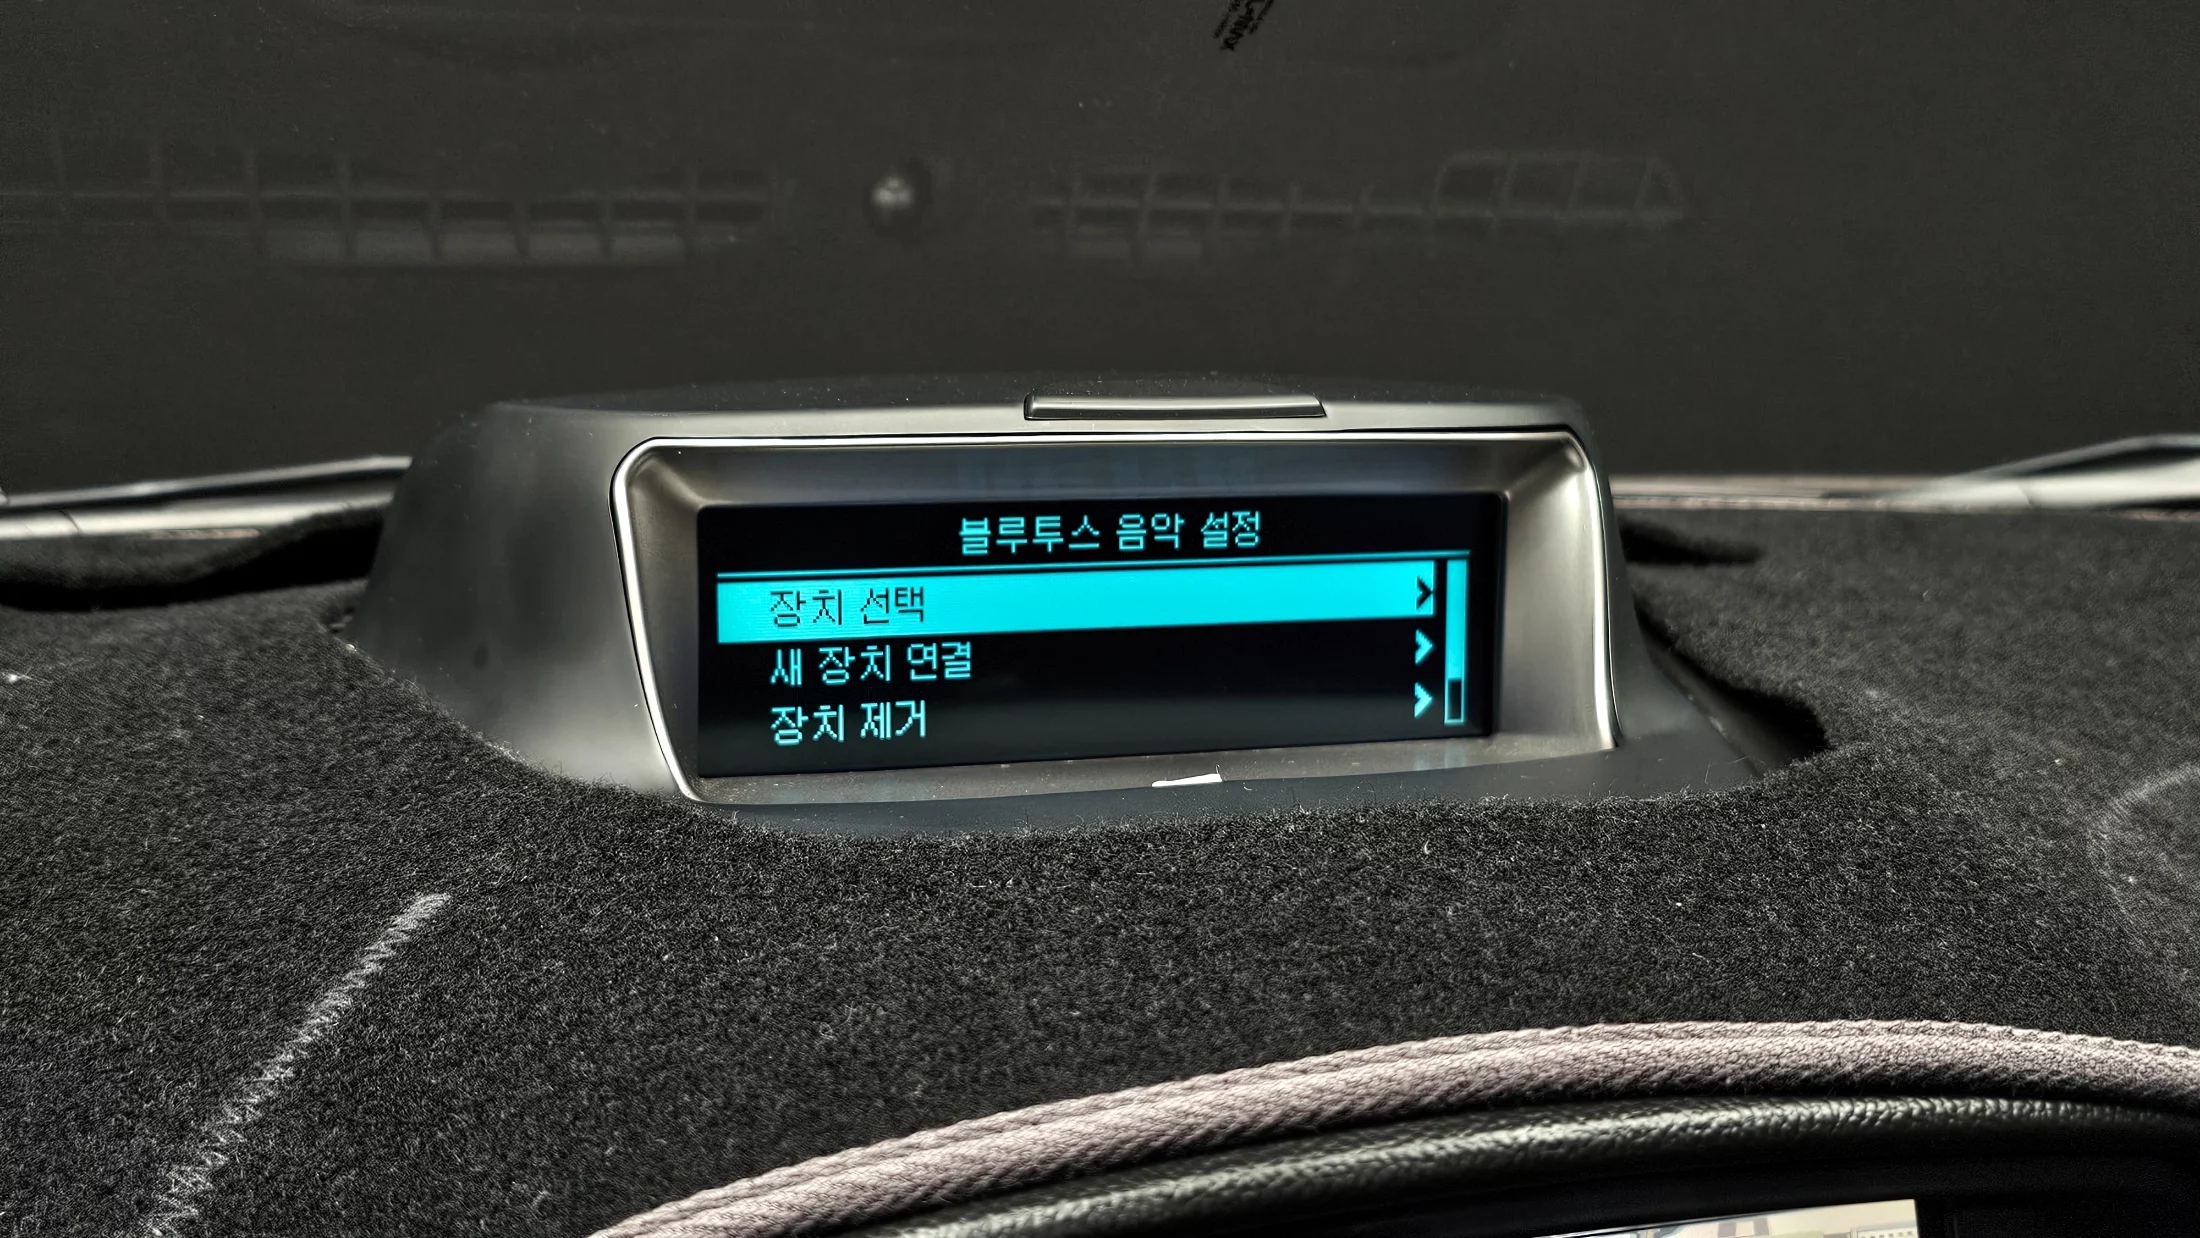 블루투스 음악 설정
장치 선택
새 장치 연결
장치 제거